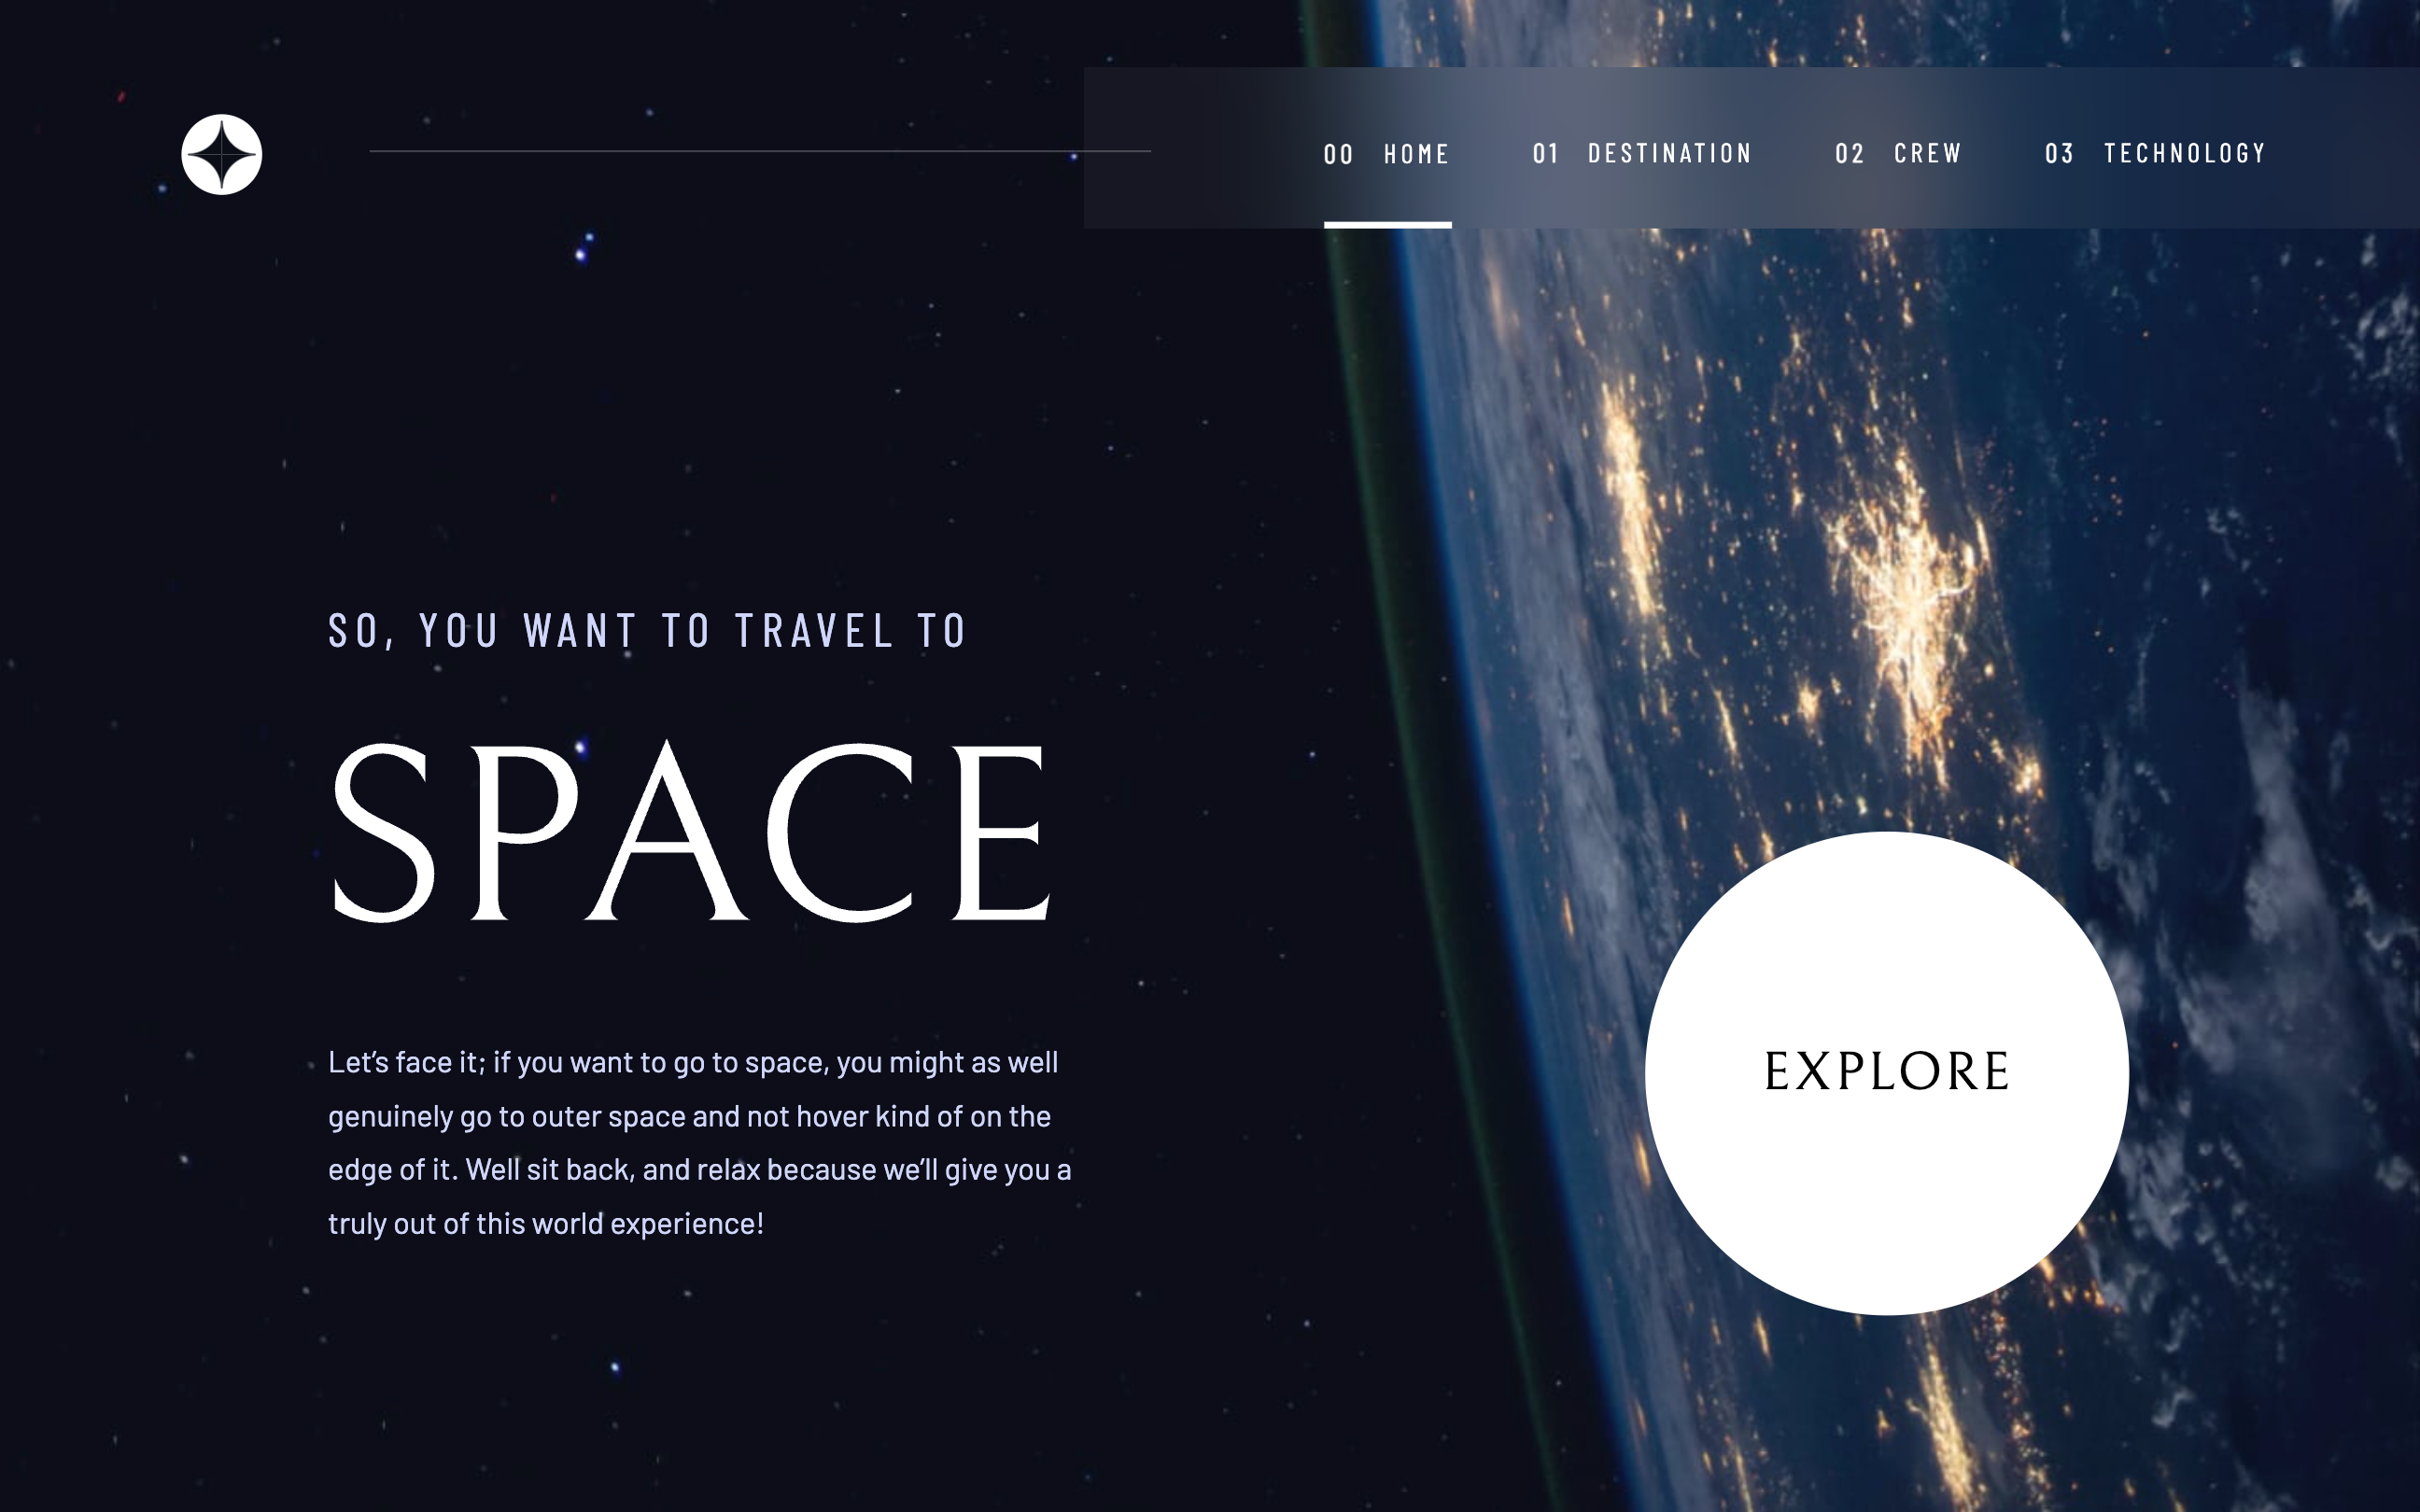 00 HOME 01 DESTINATION 02 CREW 03 TECHNOLOGY
SO, YOU WANT TO TRAVEL TO
SPACE
Let’s face it; if you want to go to space, you might as well
genuinely go to outer space and not hover kind of on the
edge of it. Well sit back, and relax because we’ll give you a
truly out of this world experience!
EXPLORE